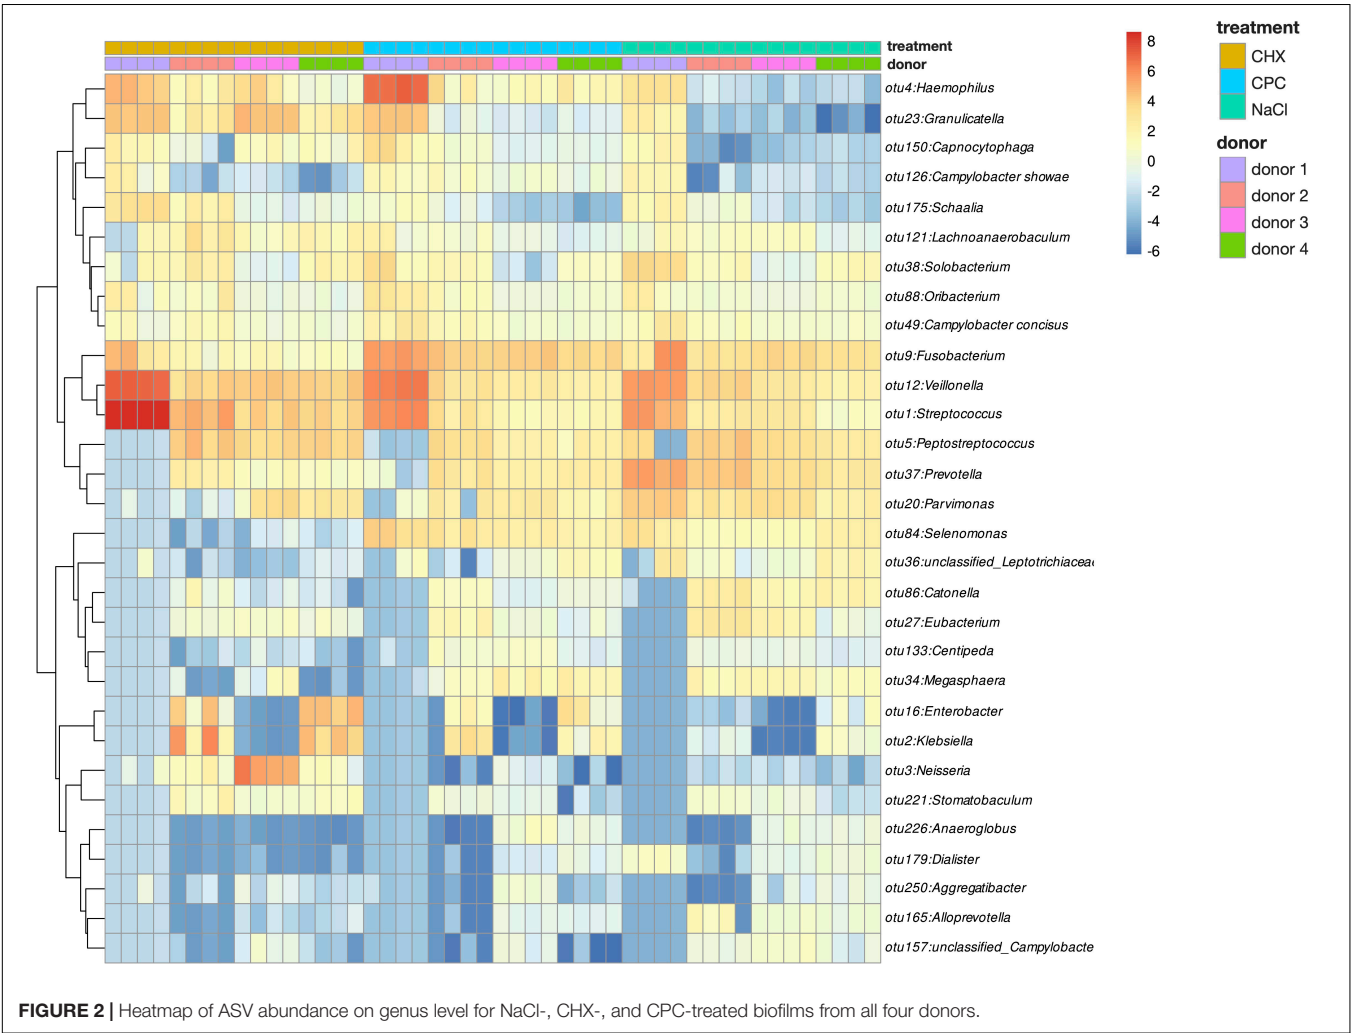 treatment
donor
otu4:Haemophilus
otu23:Granulicatella
otu150:Capnocytophaga
otu126:Campylobacter showae
otu175:Schaalia
otu121:Lachnoanaerobaculum
otu38:Solobacterium
otu88:Oribacterium
otu49:Campylobacter concisus
otu9:Fusobacterium
otu12:Veillonella
otu1:Streptococcus
otu5:Peptostreptococcus
otu37:Prevotella
otu20:Parvimonas
otu84:Selenomonas
otu36:unclassified_Leptotrichiacea
otu86:Catonella
otu27:Eubacterium
otu133:Centipeda
otu34:Megasphaera
otu16:Enterobacter
otu2:Klebsiella
otu3:Neisseria
otu221:Stomatobaculum
otu226:Anaeroglobus
otu179:Dialister
otu250:Aggregatibacter
otu165:Alloprevotella
otu157:unclassified_Campylobacte
8
6
4
2
0
-2
-4
-6
treatment
CHX
CPC
NaCl
donor
donor 1
donor 2
donor 3
donor 4
FIGURE 2 | Heatmap of ASV abundance on genus level for NaCl-, CHX-, and CPC-treated biofilms from all four donors.